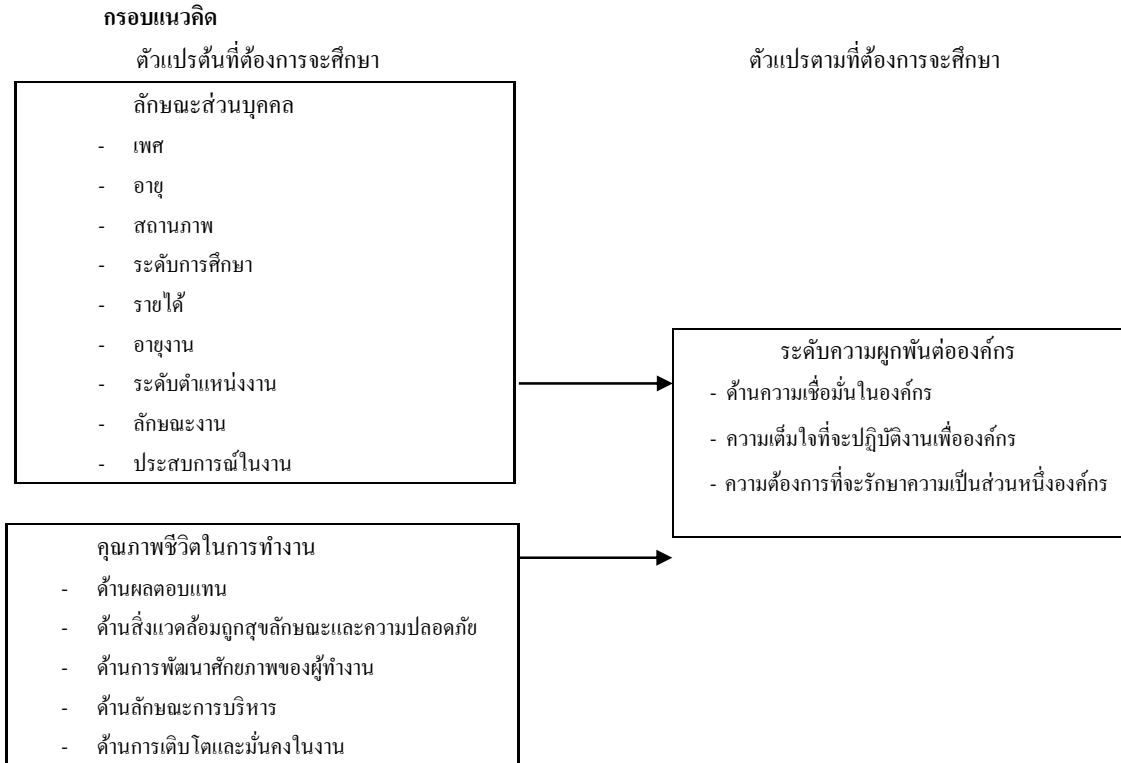 กรอบแนวคิด
ตัวแปรต้นที่ต้องการจะศึกษา
ตัวแปรตามที่ต้องการจะศึกษา
ลักษณะส่วนบุคคล
- เพศ
- อายุ
- สถานภาพ
- ระดับการศึกษา
- รายได้
- อายุงาน
- ระดับตำแหน่งงาน
- ลักษณะงาน
- ประสบการณ์ในงาน
ระดับความผูกพันต่อองค์กร
- ด้านความเชื่อมั่นในองค์กร
- ความเต็มใจที่จะปฏิบัติงานเพื่อองค์กร
- ความต้องการที่จะรักษาความเป็นส่วนหนึ่งองค์กร
คุณภาพชีวิตในการทำงาน
- ด้านผลตอบแทน
- ด้านสิ่งแวดล้อมถูกสุขลักษณะและความปลอดภัย
- ด้านการพัฒนาศักยภาพของผู้ทำงาน
- ด้านลักษณะการบริหาร
- ด้านการเติบโตและมั่นคงในงาน